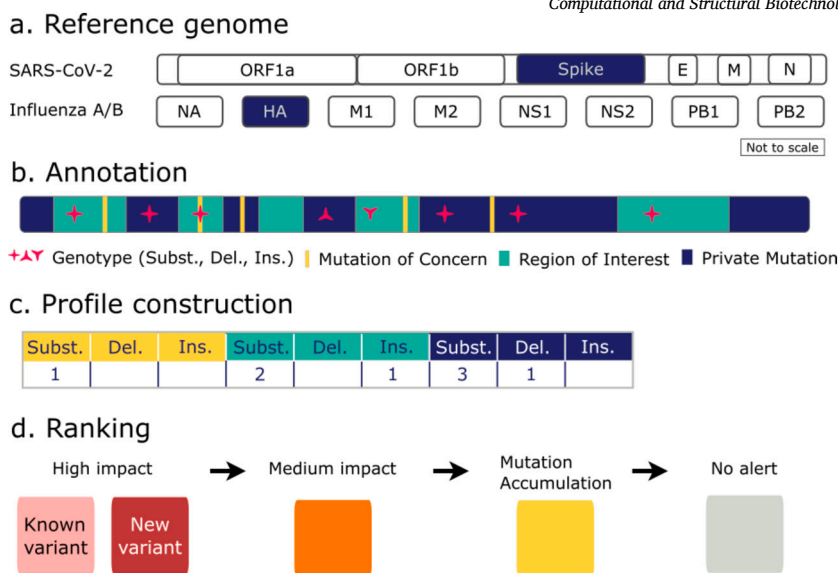 Computational and Structural Biotechnol
a. Reference genome
SARS-CoV-2 ORF1a ORF1b Spike E M N
Influenza A/B NA HA M1 M2 NS1 NS2 PB1 PB2
Not to scale
b. Annotation
Genotype (Subst., Del., Ins.) Mutation of Concern Region of Interest Private Mutation
c. Profile construction
Subst. Del. Ins. Subst. Del. Ins. Subst. Del. Ins.
1 2 1 3 1
d. Ranking
High impact Medium impact Mutation Accumulation No alert
Known variant New variant